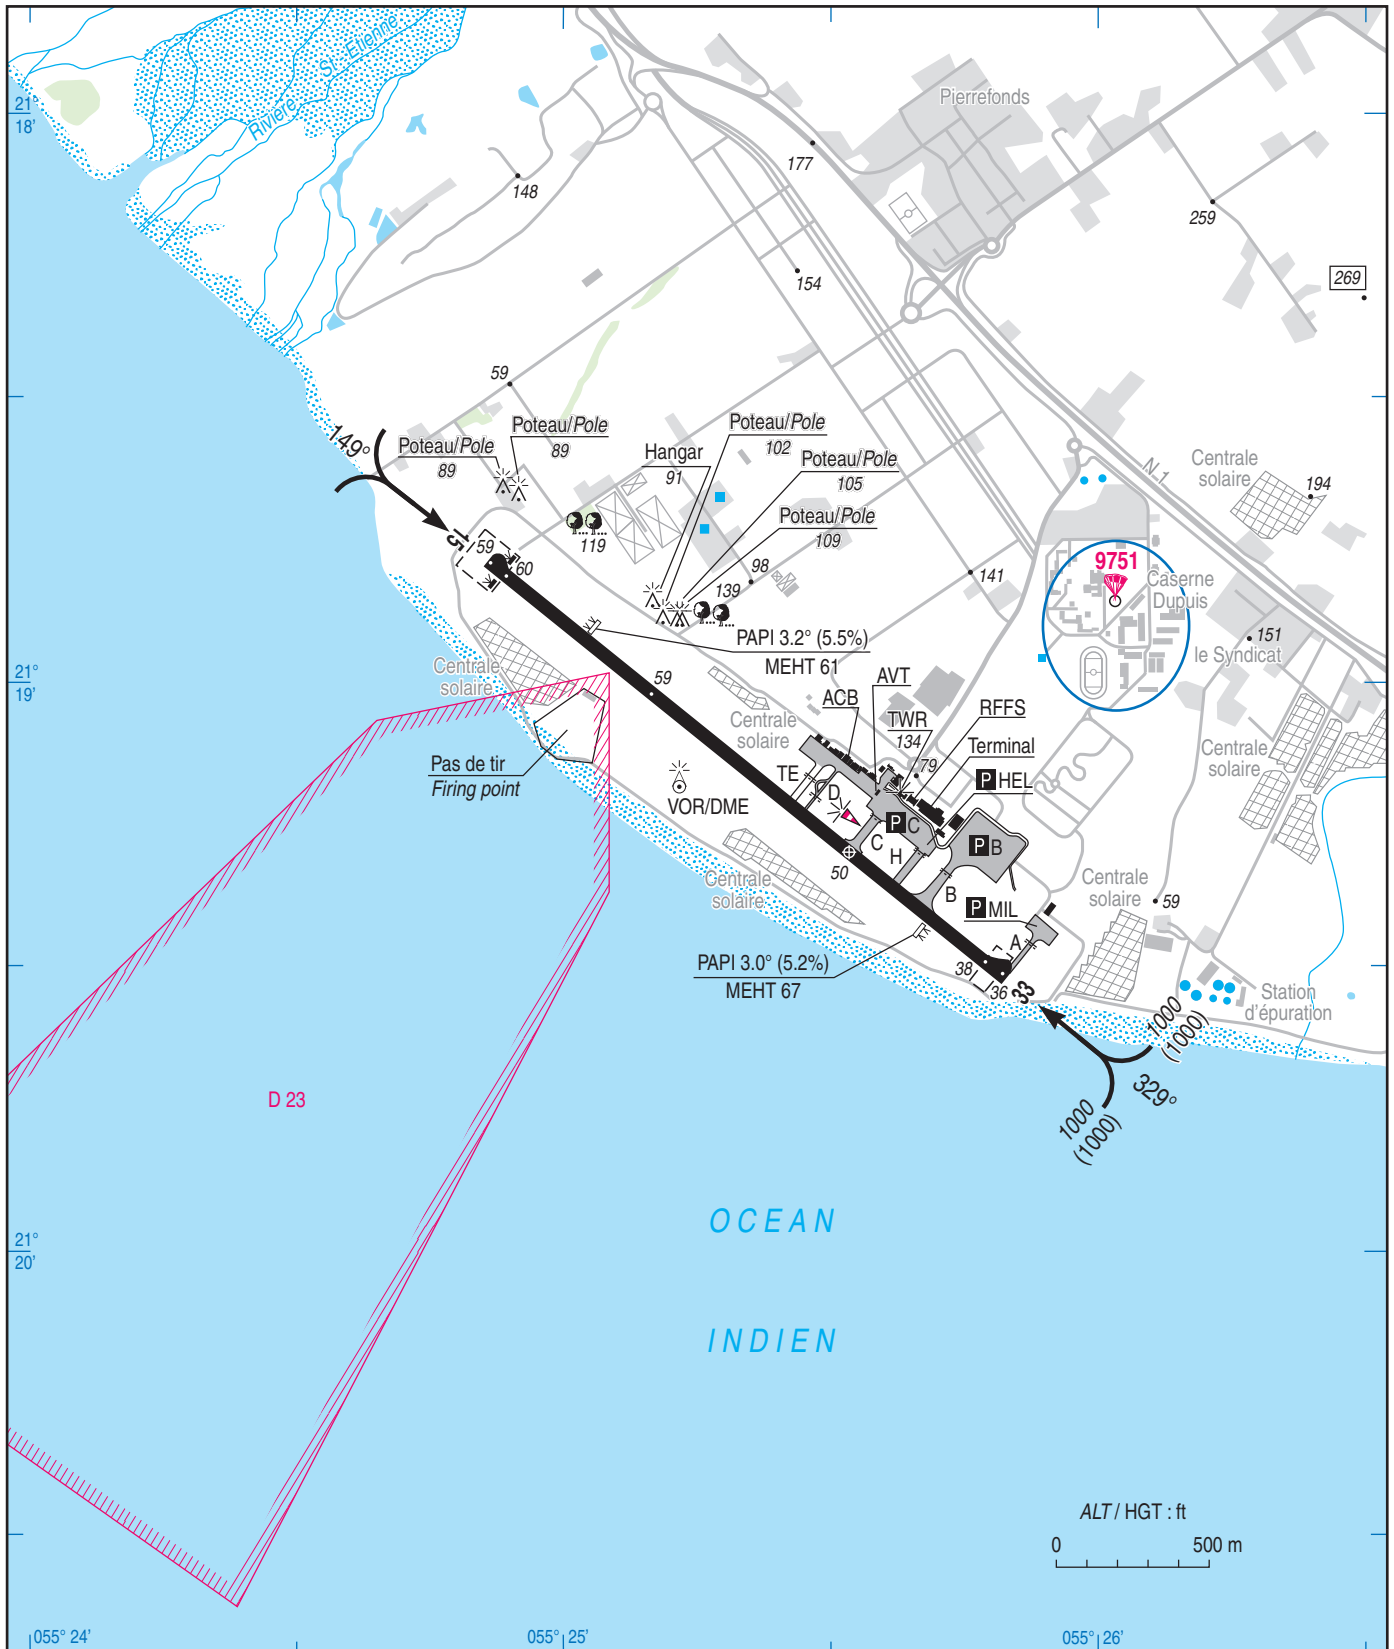 21°
18'
Rivière St. Etienne
Pierrefonds
177
148
259
154
269
59
149°
Poteau/Pole
89
Poteau/Pole
89
Poteau/Pole
102
Hangar
91
Poteau/Pole
105
Poteau/Pole
109
N.1
Centrale
solaire
194
119
15
59
60
98
139
141
9751
Caserne
Dupuis
PAPI 3.2° (5.5%)
MEHT 61
151
le Syndicat
21°
19'
Centrale
solaire
59
AVT
ACB
TWR
134
RFFS
Centrale
solaire
Terminal
79
P HEL
Centrale
solaire
Pas de tir
Firing point
VOR/DME
TE
D
P C
C
H
P B
50
B
Centrale
solaire
P MIL
Centrale
solaire
59
A
PAPI 3.0° (5.2%)
MEHT 67
38
36
33
Station
d'épuration
1000
(1000)
329°
1000
(1000)
D 23
OCEAN
21°
20'
INDIEN
ALT / HGT : ft
0
500 m
055° 24'
055° 25'
055° 26'